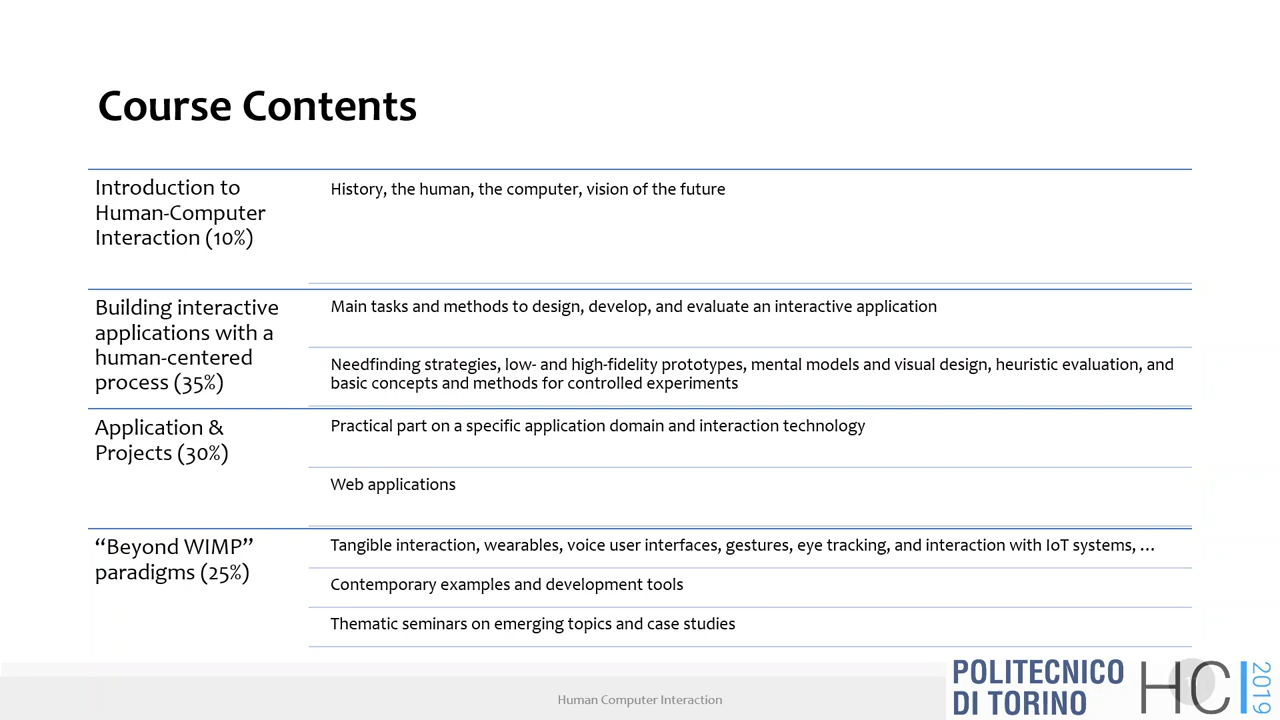 Course Contents
Introduction to
Human-Computer
Interaction (10%)
History, the human, the computer, vision of the future
Building interactive
applications with a
human-centered
process (35%)
Main tasks and methods to design, develop, and evaluate an interactive application
Needfinding strategies, low- and high-fidelity prototypes, mental models and visual design, heuristic evaluation, and
basic concepts and methods for controlled experiments
Application &
Projects (30%)
Practical part on a specific application domain and interaction technology
Web applications
“Beyond WIMP”
paradigms (25%)
Tangible interaction, wearables, voice user interfaces, gestures, eye tracking, and interaction with IoT systems, …
Contemporary examples and development tools
Thematic seminars on emerging topics and case studies
Human Computer Interaction
POLITECNICO
DI TORINO
HCI
2019